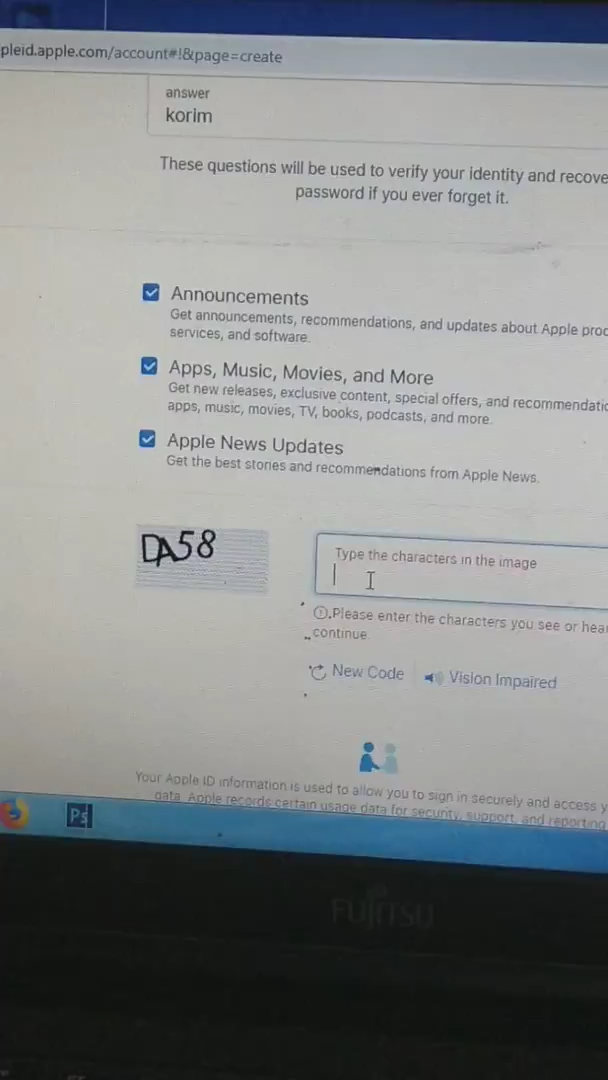 pleid.apple.com/account#!&page=create
answer
korim
These questions will be used to verify your identity and recove
password if you ever forget it.
Announcements
Get announcements, recommendations, and updates about Apple prod
services, and software.
Apps, Music, Movies, and More
Get new releases, exclusive content, special offers, and recommendatio
apps, music, movies, TV, books, podcasts, and more.
Apple News Updates
Get the best stories and recommendations from Apple News.
DA58
Type the characters in the image
Please enter the characters you see or hear
continue
New Code
Vision Impaired
Your Apple ID information is used to allow you to sign in securely and access y
data. Apple records certain usage data for security, support, and reporting
Ps
FUJITSU